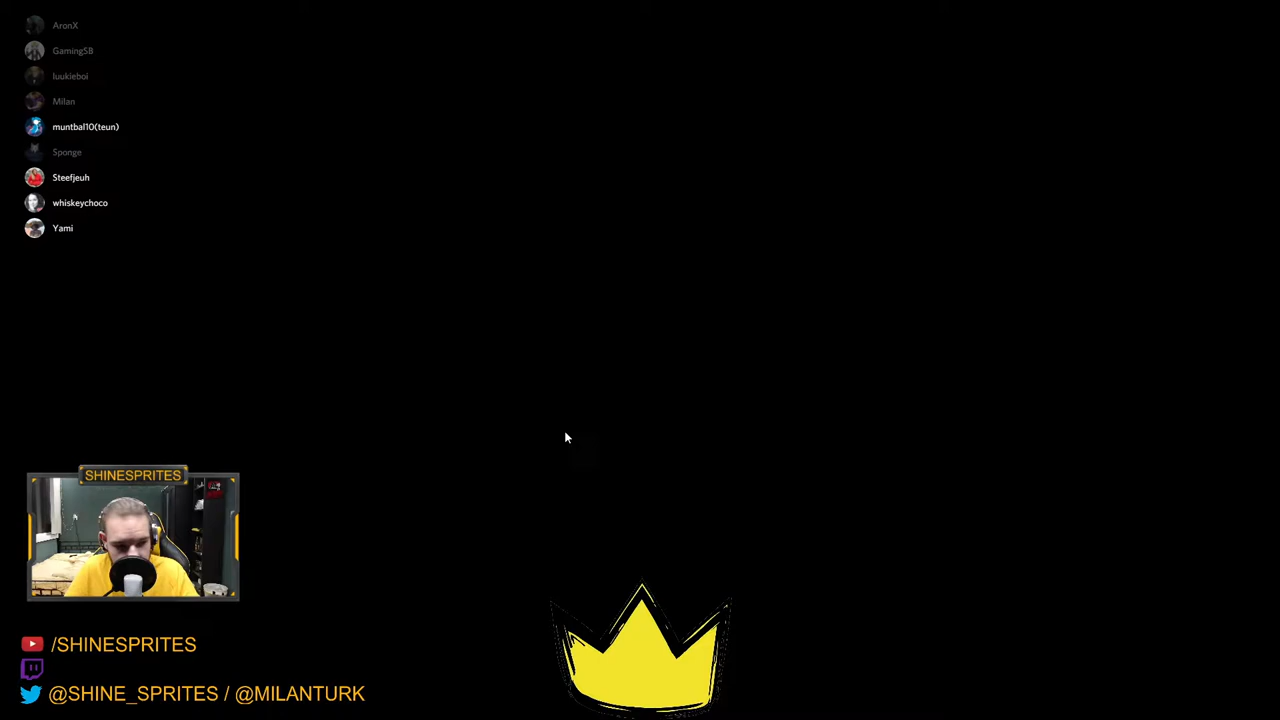 AronX
GamingSB
luukieboi
Milan
muntbal10(teun)
Sponge
Steefjeuh
whiskeychoco
Yami
SHINESPRITES
/SHINESPRITES
@SHINE_SPRITES / @MILANTURK